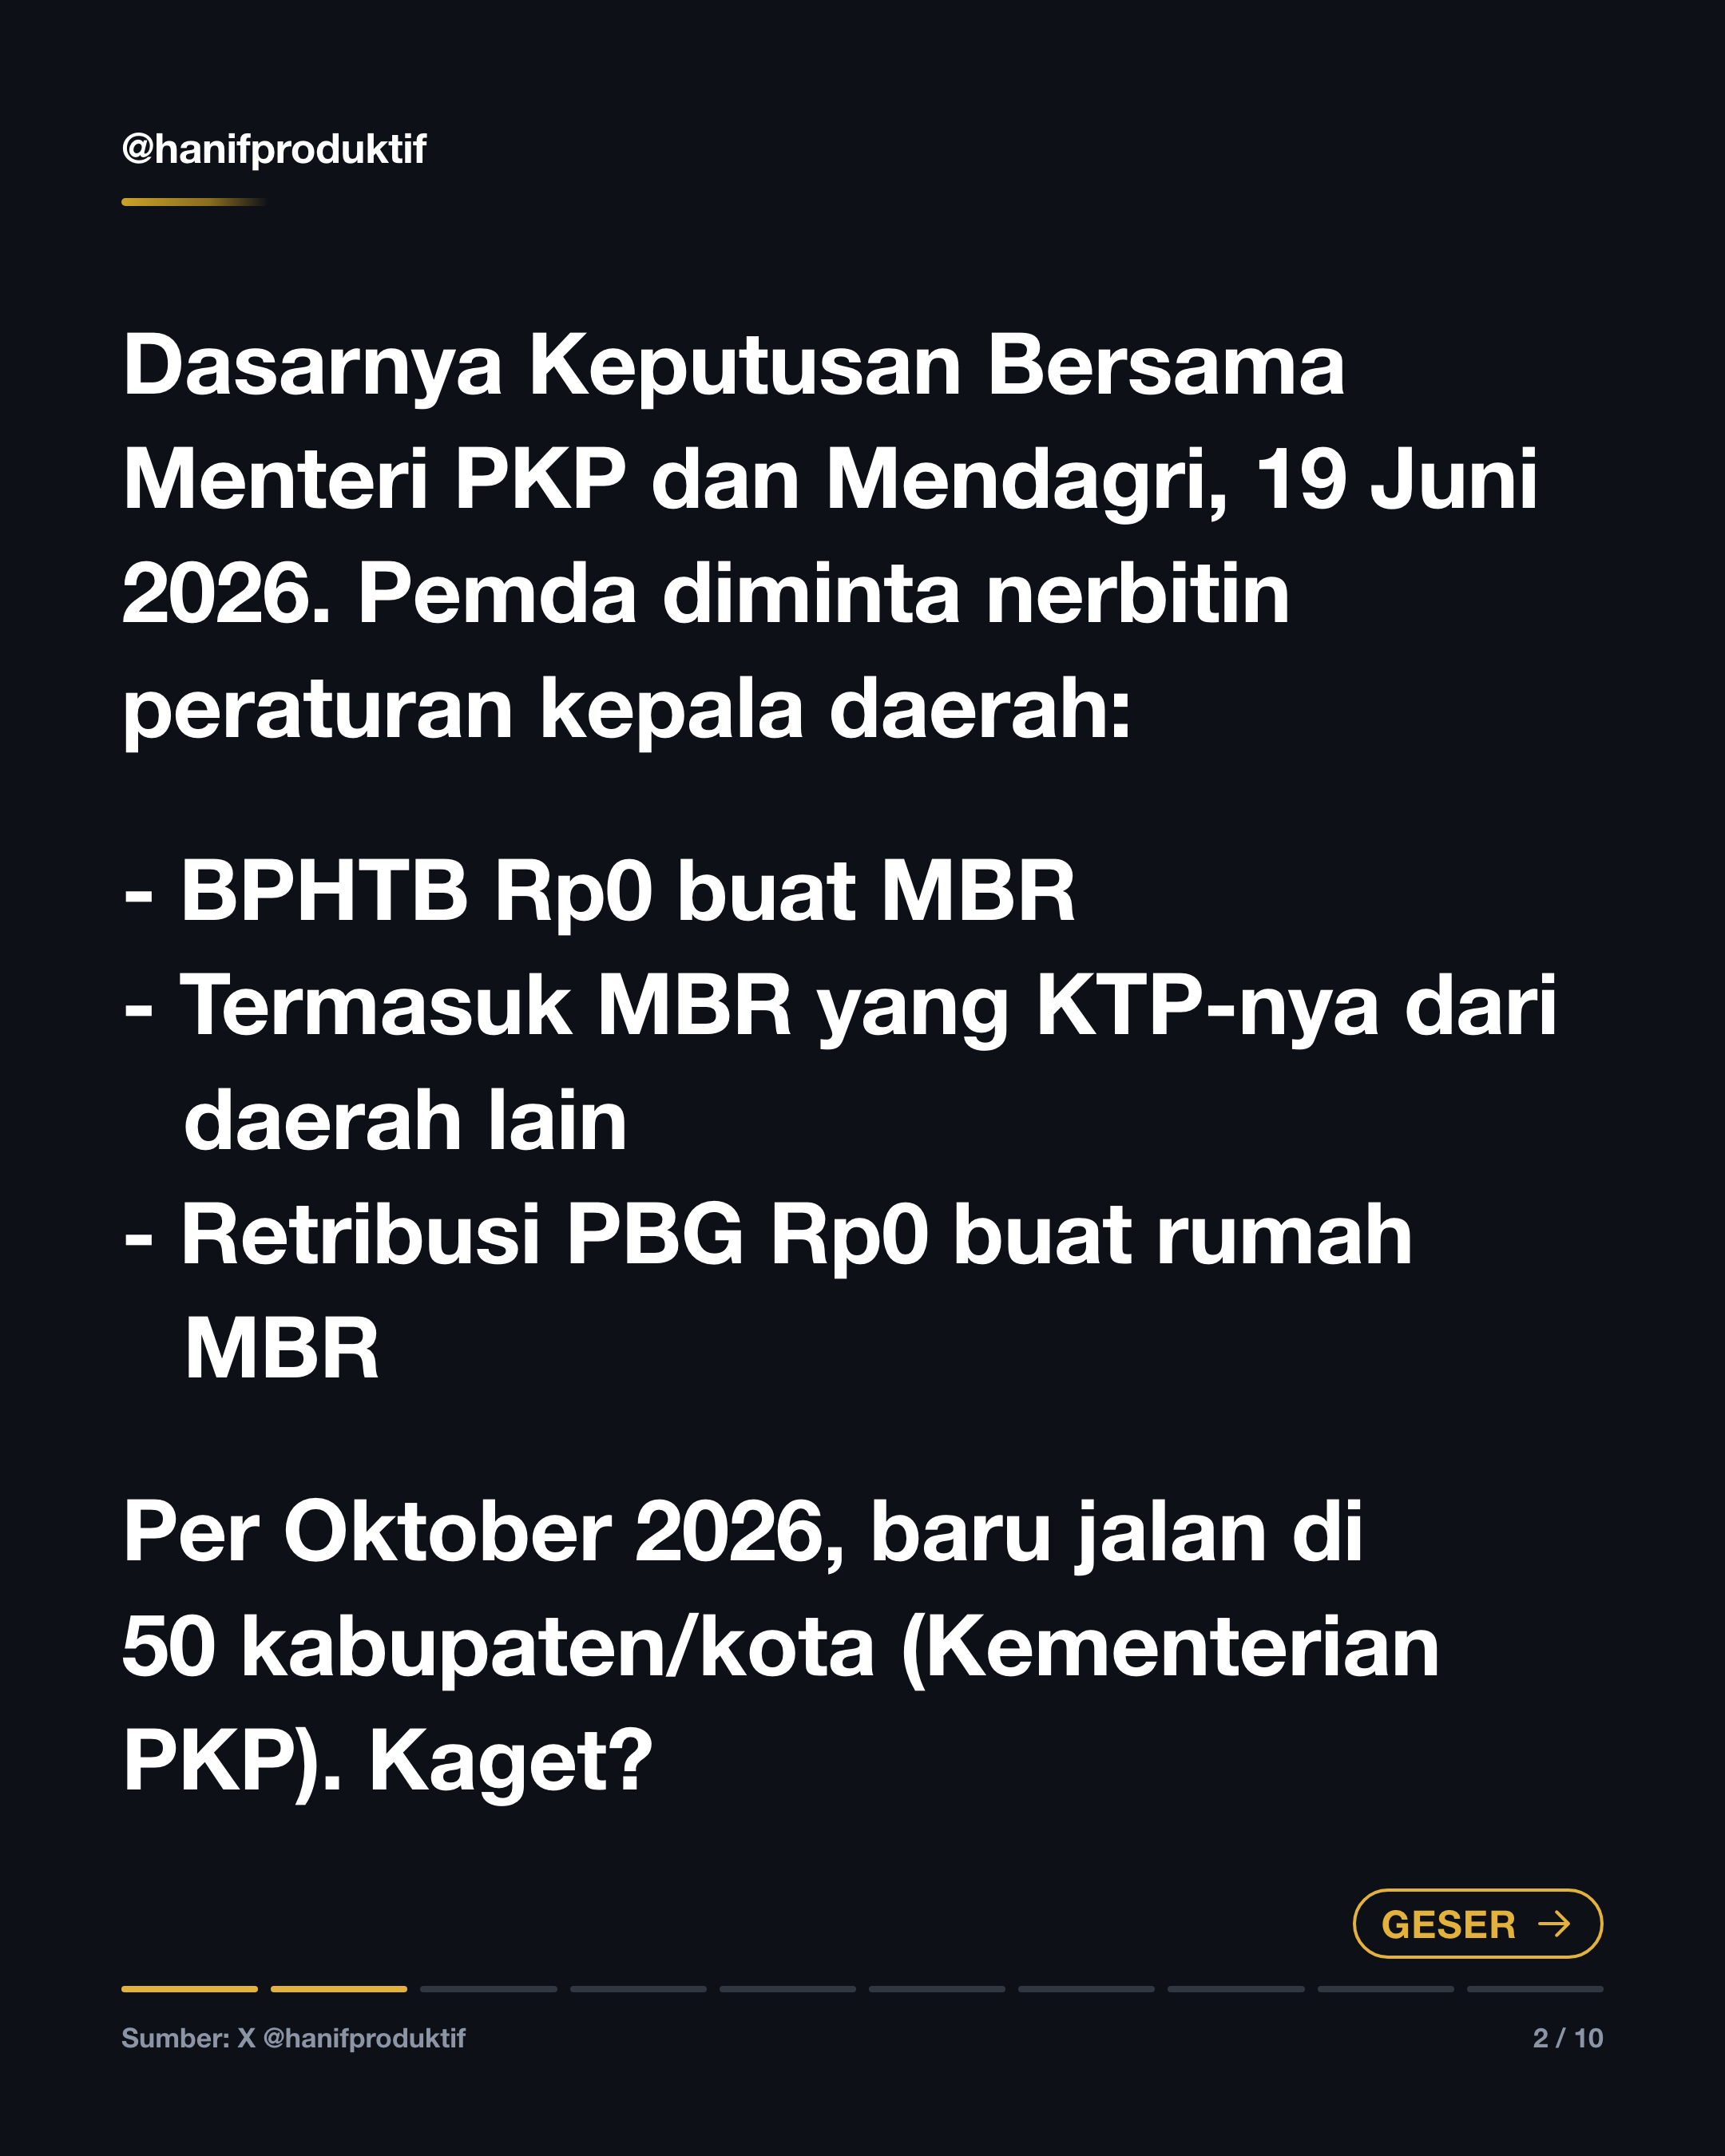 @hanifproduktif
Dasarnya Keputusan Bersama
Menteri PKP dan Mendagri, 19 Juni
2026. Pemda diminta nerbitin
peraturan kepala daerah:
- BPHTB Rp0 buat MBR
- Termasuk MBR yang KTP-nya dari
daerah lain
- Retribusi PBG Rp0 buat rumah
MBR
Per Oktober 2026, baru jalan di
50 kabupaten/kota (Kementerian
PKP). Kaget?
GESER →
Sumber: X @hanifproduktif
2 / 10